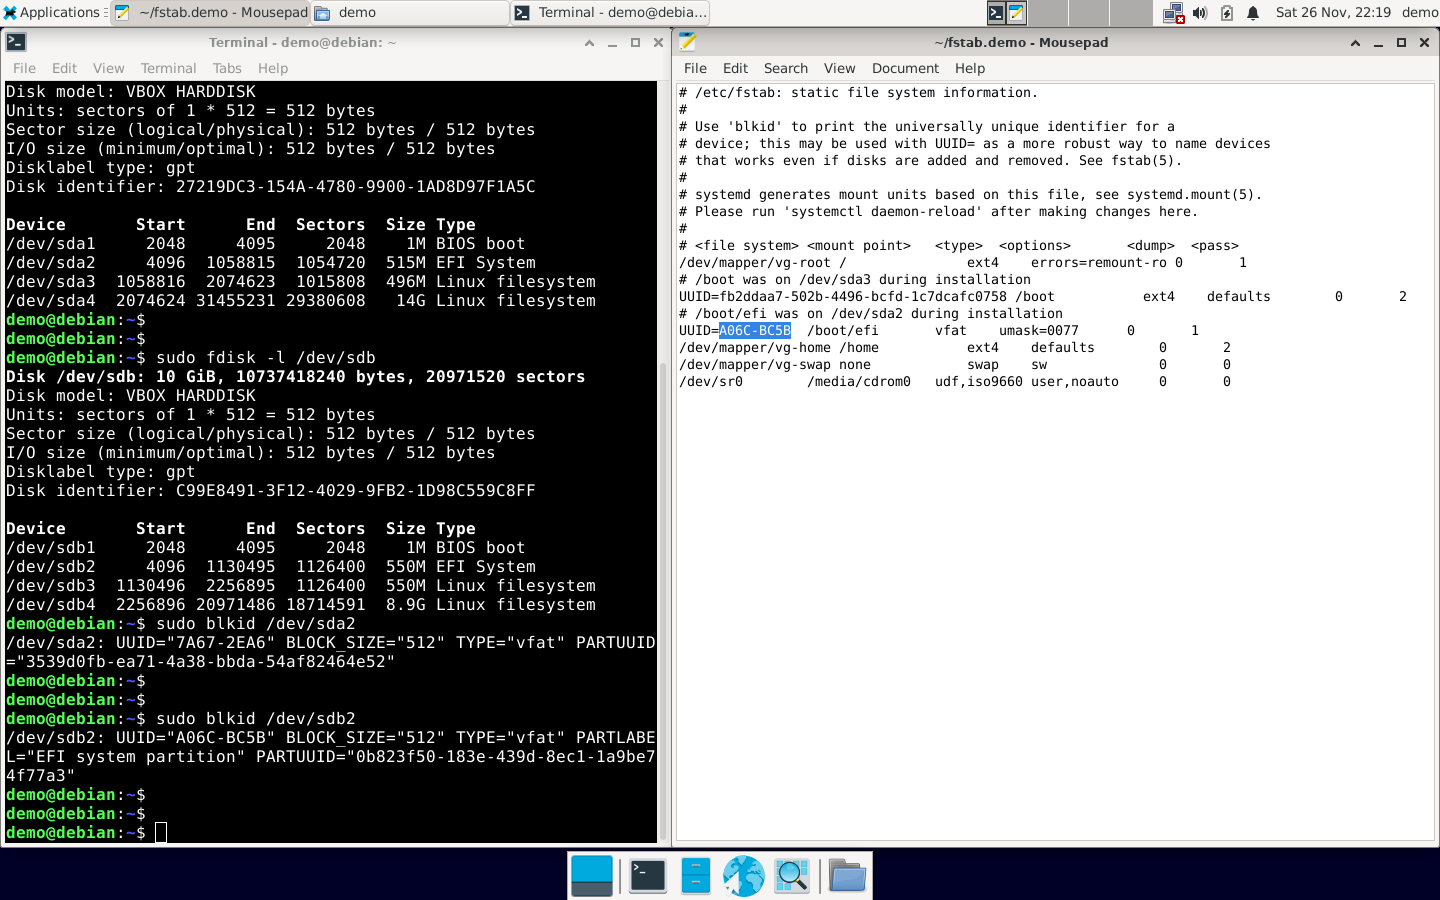 Applications
~/fstab.demo - Mousepad
demo
Terminal - demo@debia...
Sat 26 Nov, 22:19
demo
Terminal - demo@debian: ~
File Edit View Terminal Tabs Help
Disk model: VBOX HARDDISK
Units: sectors of 1 * 512 = 512 bytes
Sector size (logical/physical): 512 bytes / 512 bytes
I/O size (minimum/optimal): 512 bytes / 512 bytes
Disklabel type: gpt
Disk identifier: 27219DC3-154A-4780-9900-1AD8D97F1A5C
Device Start End Sectors Size Type
/dev/sda1 2048 4095 2048 1M BIOS boot
/dev/sda2 4096 1058815 1054720 515M EFI System
/dev/sda3 1058816 2074623 1015808 496M Linux filesystem
/dev/sda4 2074624 31455231 29380608 14G Linux filesystem
demo@debian:~$
demo@debian:~$
demo@debian:~$ sudo fdisk -l /dev/sdb
Disk /dev/sdb: 10 GiB, 10737418240 bytes, 20971520 sectors
Disk model: VBOX HARDDISK
Units: sectors of 1 * 512 = 512 bytes
Sector size (logical/physical): 512 bytes / 512 bytes
I/O size (minimum/optimal): 512 bytes / 512 bytes
Disklabel type: gpt
Disk identifier: C99E8491-3F12-4029-9FB2-1D98C559C8FF
Device Start End Sectors Size Type
/dev/sdb1 2048 4095 2048 1M BIOS boot
/dev/sdb2 4096 1130495 1126400 550M EFI System
/dev/sdb3 1130496 2256895 1126400 550M Linux filesystem
/dev/sdb4 2256896 20971486 18714591 8.9G Linux filesystem
demo@debian:~$ sudo blkid /dev/sda2
/dev/sda2: UUID="7A67-2EA6" BLOCK_SIZE="512" TYPE="vfat" PARTUUID
="3539d0fb-ea71-4a38-bbda-54af82464e52"
demo@debian:~$
demo@debian:~$
demo@debian:~$ sudo blkid /dev/sdb2
/dev/sdb2: UUID="A06C-BC5B" BLOCK_SIZE="512" TYPE="vfat" PARTLABE
L="EFI system partition" PARTUUID="0b823f50-183e-439d-8ec1-1a9be7
4f77a3"
demo@debian:~$
demo@debian:~$
demo@debian:~$
~/fstab.demo - Mousepad
File Edit Search View Document Help
# /etc/fstab: static file system information.
#
# Use 'blkid' to print the universally unique identifier for a
# device; this may be used with UUID= as a more robust way to name devices
# that works even if disks are added and removed. See fstab(5).
#
# systemd generates mount units based on this file, see systemd.mount(5).
# Please run 'systemctl daemon-reload' after making changes here.
#
# <file system> <mount point> <type> <options> <dump> <pass>
/dev/mapper/vg-root / ext4 errors=remount-ro 0 1
# /boot was on /dev/sda3 during installation
UUID=fb2ddaa7-502b-4496-bcfd-1c7dcafc0758 /boot ext4 defaults 0 2
# /boot/efi was on /dev/sda2 during installation
UUID=A06C-BC5B /boot/efi vfat umask=0077 0 1
/dev/mapper/vg-home /home ext4 defaults 0 2
/dev/mapper/vg-swap none swap sw 0 0
/dev/sr0 /media/cdrom0 udf,iso9660 user,noauto 0 0